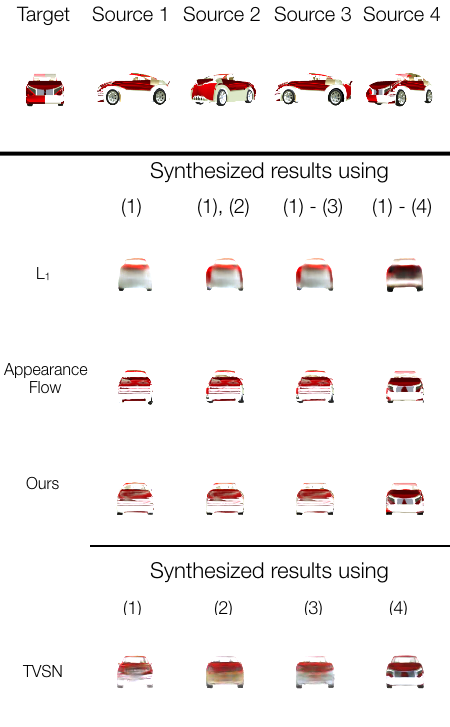 Target Source 1 Source 2 Source 3 Source 4
Synthesized results using
(1) (1), (2) (1) - (3) (1) - (4)
L₁
Appearance
Flow
Ours
Synthesized results using
(1) (2) (3) (4)
TVSN